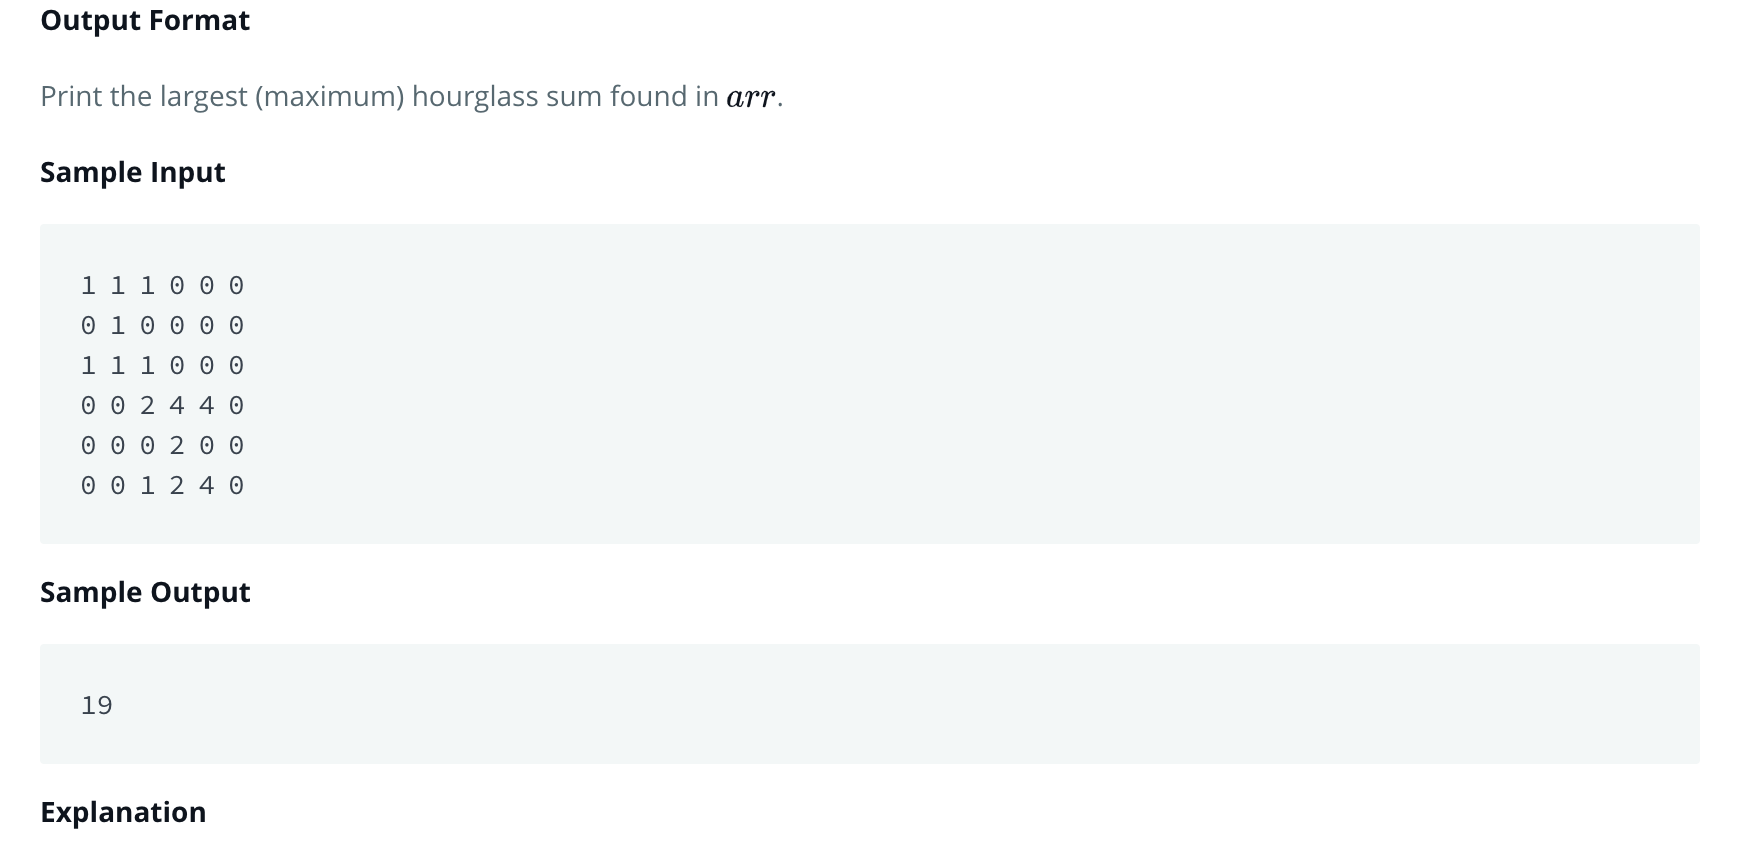 Output Format
Print the largest (maximum) hourglass sum found in arr.
Sample Input
1 1 1 0 0 0
0 1 0 0 0 0
1 1 1 0 0 0
0 0 2 4 4 0
0 0 0 2 0 0
0 0 1 2 4 0
Sample Output
19
Explanation